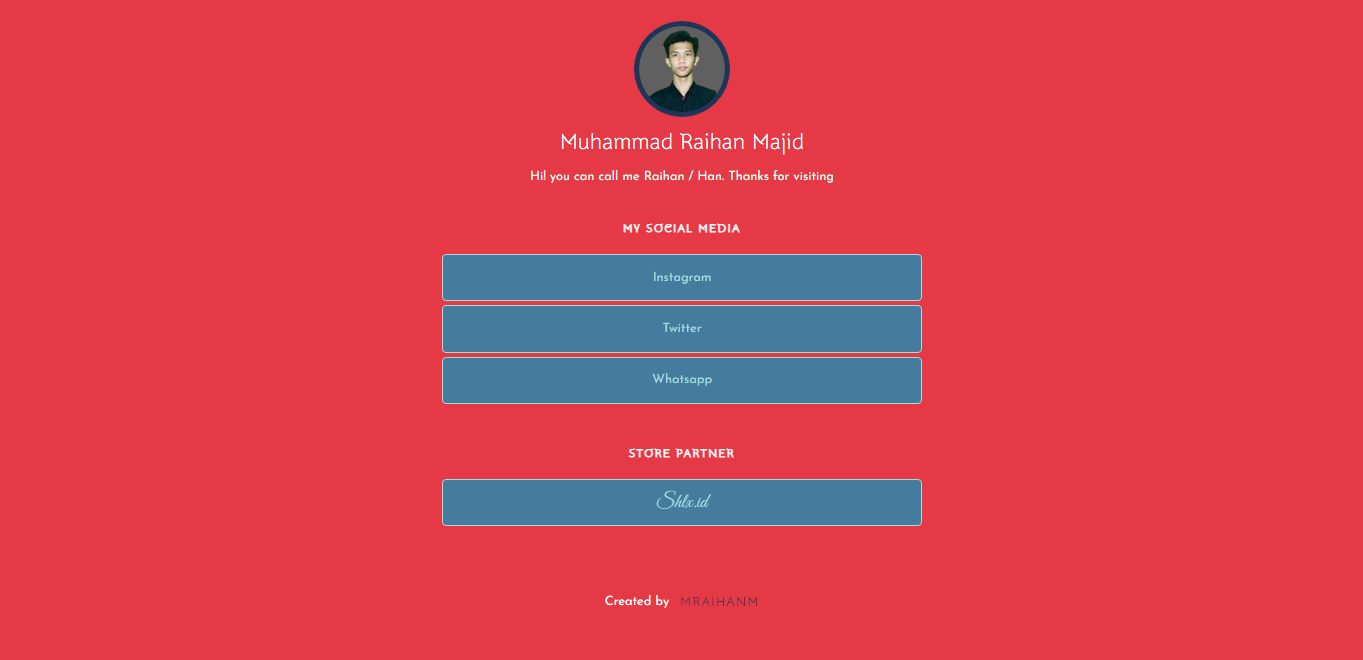 Muhammad Raihan Majid
Hi! you can call me Raihan / Han. Thanks for visiting
MY SOCIAL MEDIA
Instagram
Twitter
Whatsapp
STORE PARTNER
Shlx.id
Created by MRAIHANM